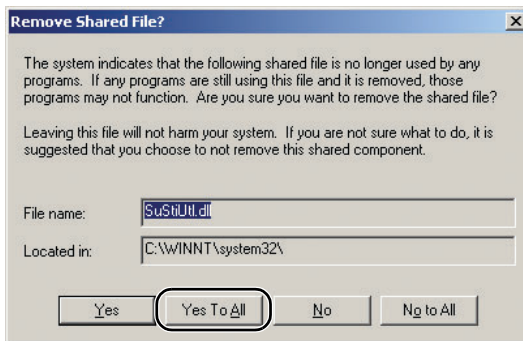 Remove Shared File?
The system indicates that the following shared file is no longer used by any
programs. If any programs are still using this file and it is removed, those
programs may not function. Are you sure you want to remove the shared file?
Leaving this file will not harm your system. If you are not sure what to do, it is
suggested that you choose to not remove this shared component.
File name: SuStiUtl.dll
Located in: C:\WINNT\system32\
Yes Yes To All No No to All